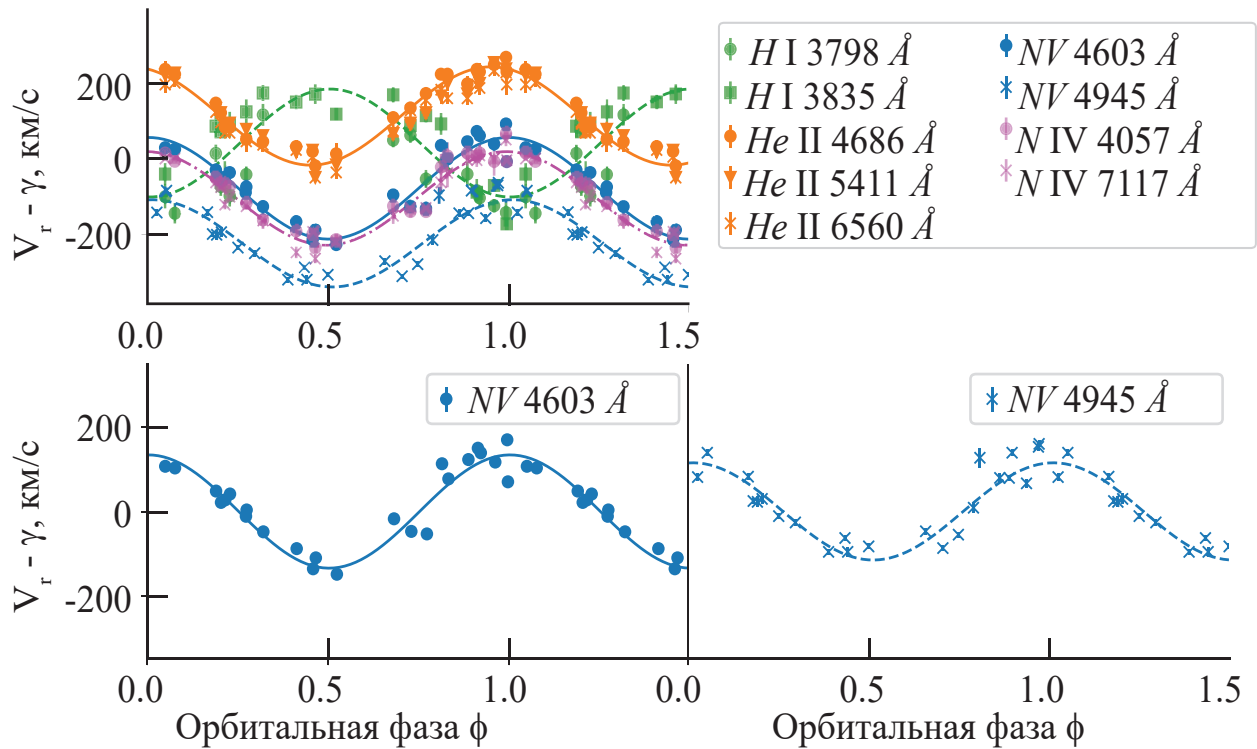 V_r - γ, км/с
200
0
-200
0.0 0.5 1.0 1.5
H I 3798 Å
H I 3835 Å
He II 4686 Å
He II 5411 Å
He II 6560 Å
NV 4603 Å
NV 4945 Å
N IV 4057 Å
N IV 7117 Å
V_r - γ, км/с
200
0
-200
NV 4603 Å
NV 4945 Å
0.0 0.5 1.0 0.0 0.5 1.0 1.5
Орбитальная фаза ϕ
Орбитальная фаза ϕ